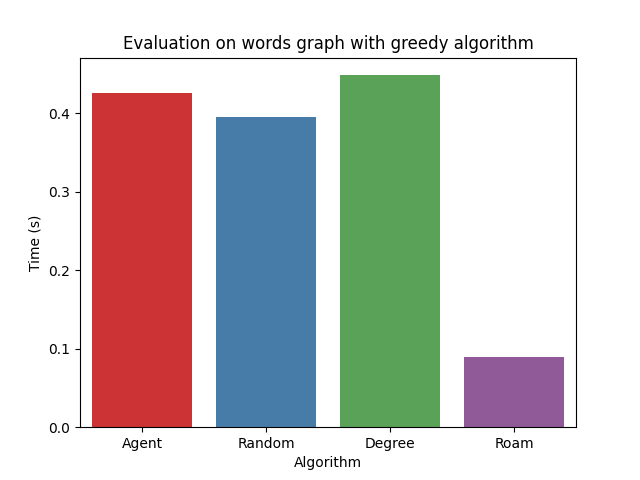 Evaluation on words graph with greedy algorithm
Time (s)
0.4
0.3
0.2
0.1
0.0
Agent
Random
Degree
Roam
Algorithm